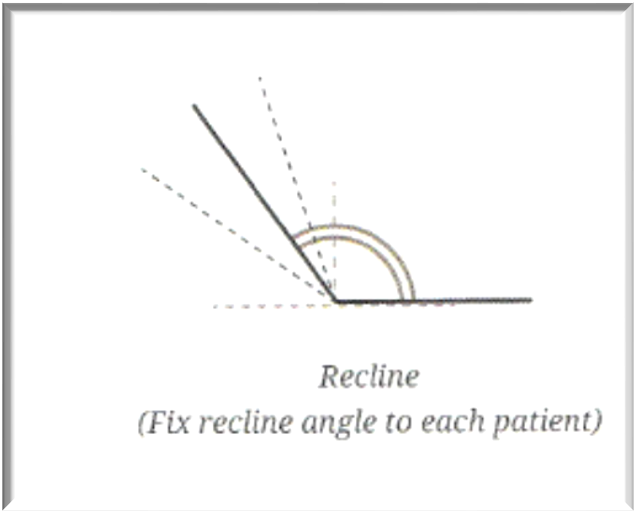 Recline
(Fix recline angle to each patient)